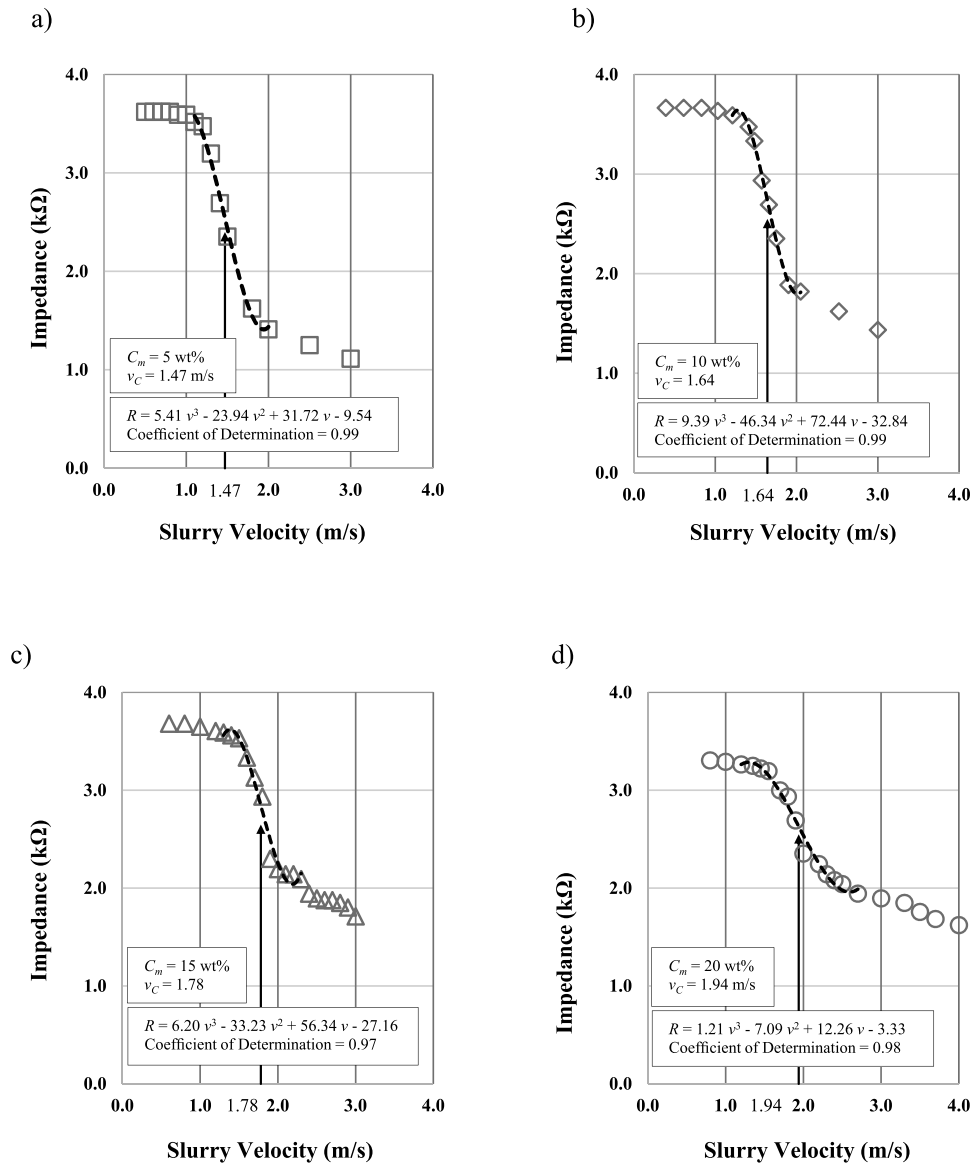 a)
4.0
3.0
2.0
1.0
0.0
Impedance (kΩ)
C_m = 5 wt%
v_C = 1.47 m/s
R = 5.41 v³ - 23.94 v² + 31.72 v - 9.54
Coefficient of Determination = 0.99
0.0 1.0 1.47 2.0 3.0 4.0
Slurry Velocity (m/s)
b)
4.0
3.0
2.0
1.0
0.0
Impedance (kΩ)
C_m = 10 wt%
v_C = 1.64
R = 9.39 v³ - 46.34 v² + 72.44 v - 32.84
Coefficient of Determination = 0.99
0.0 1.0 1.64 2.0 3.0 4.0
Slurry Velocity (m/s)
c)
4.0
3.0
2.0
1.0
0.0
Impedance (kΩ)
C_m = 15 wt%
v_C = 1.78
R = 6.20 v³ - 33.23 v² + 56.34 v - 27.16
Coefficient of Determination = 0.97
0.0 1.0 1.78 2.0 3.0 4.0
Slurry Velocity (m/s)
d)
4.0
3.0
2.0
1.0
0.0
Impedance (kΩ)
C_m = 20 wt%
v_C = 1.94 m/s
R = 1.21 v³ - 7.09 v² + 12.26 v - 3.33
Coefficient of Determination = 0.98
0.0 1.0 1.94 2.0 3.0 4.0
Slurry Velocity (m/s)